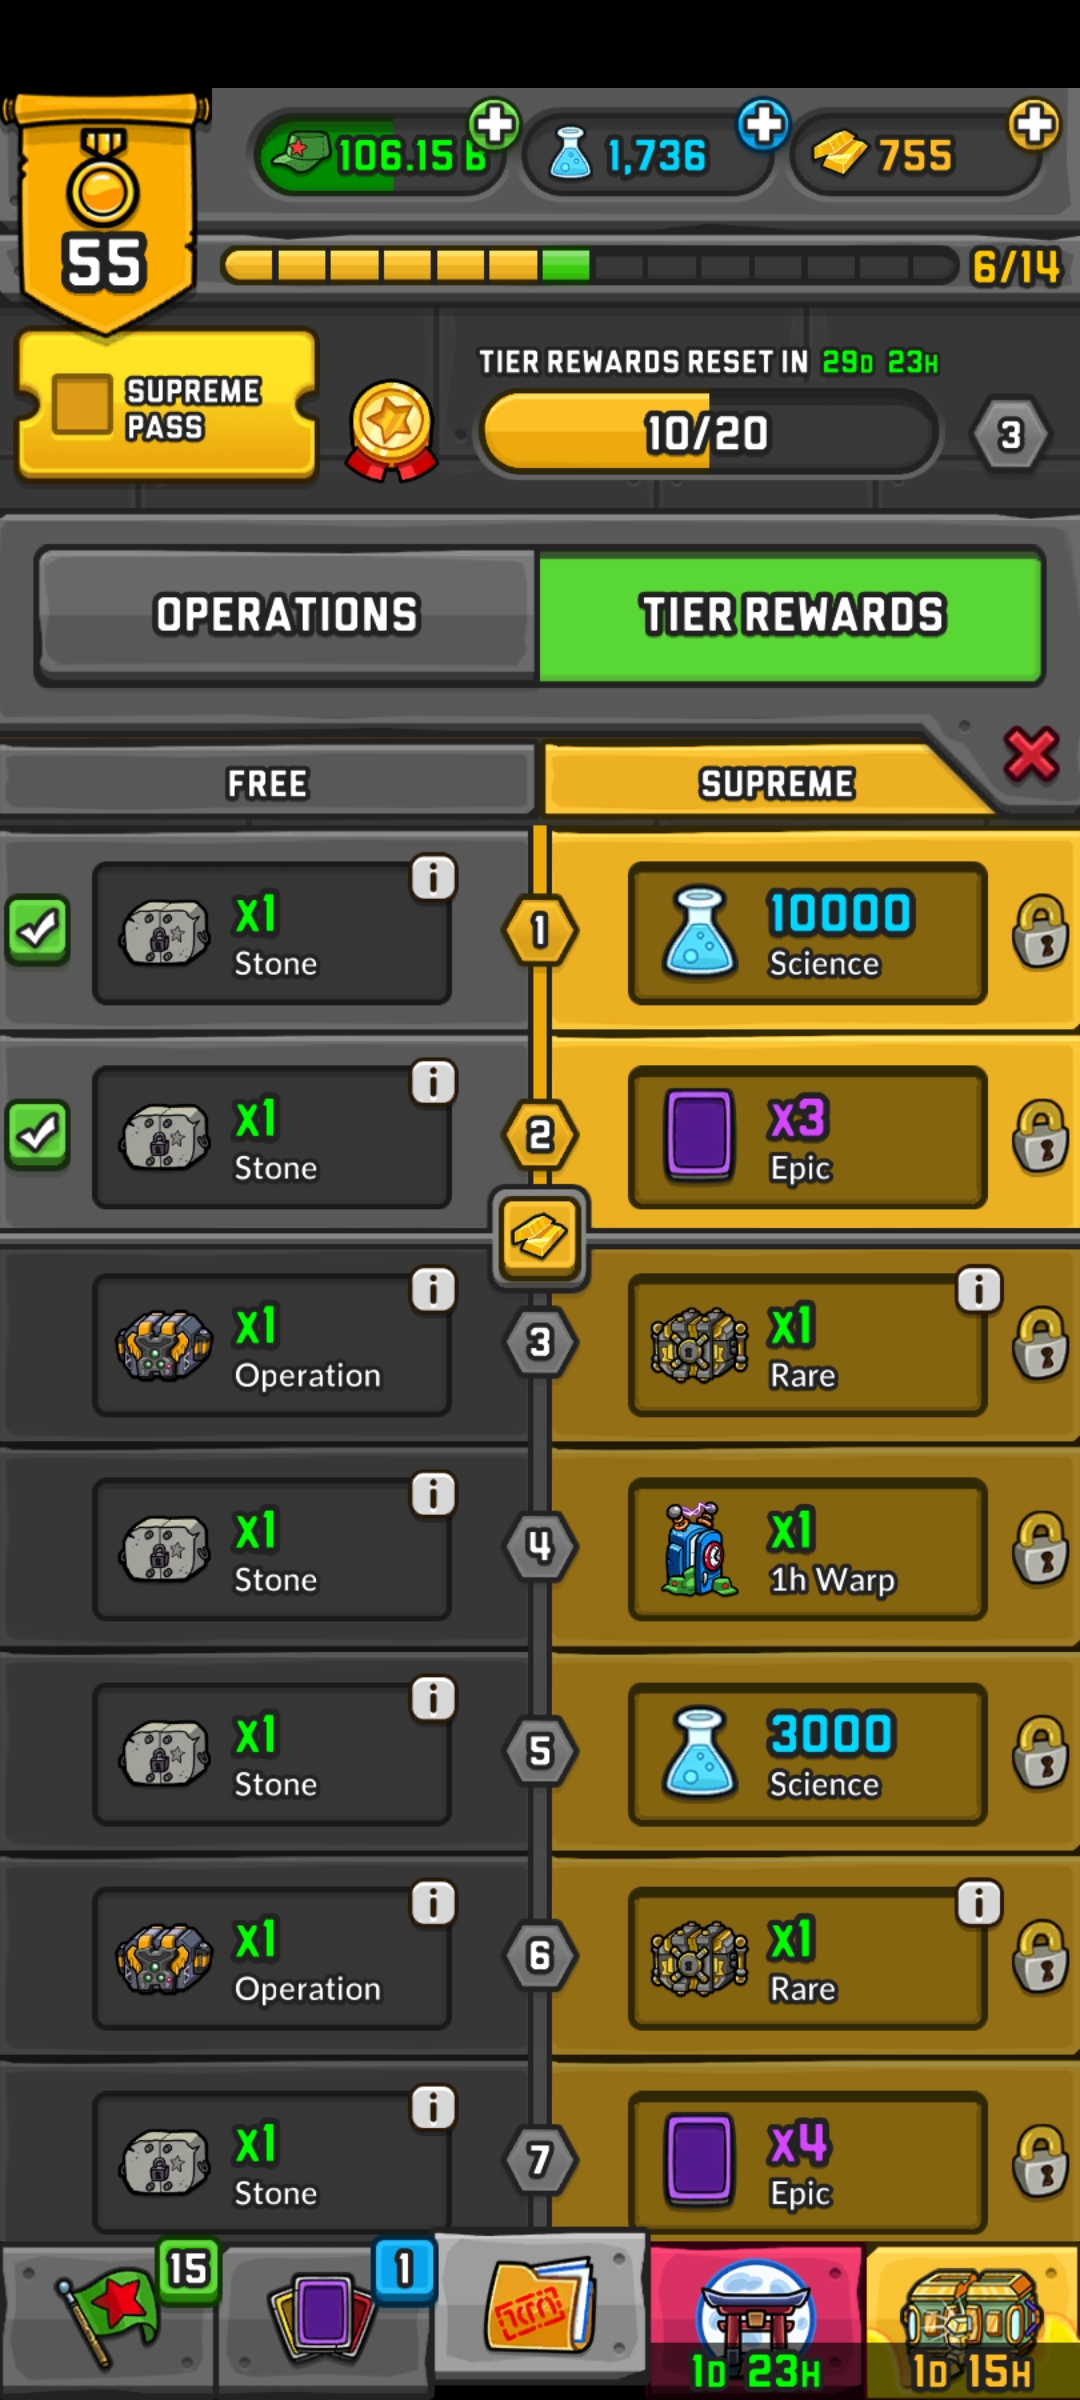 106.15 B
1,736
755
55
6/14
SUPREME
PASS
TIER REWARDS RESET IN 29D 23H
10/20
3
OPERATIONS
TIER REWARDS
FREE
SUPREME
x1
Stone
1
10000
Science
x1
Stone
2
x3
Epic
x1
Operation
3
x1
Rare
x1
Stone
4
x1
1h Warp
x1
Stone
5
3000
Science
x1
Operation
6
x1
Rare
x1
Stone
7
x4
Epic
15
1
1D 23H
1D 15H